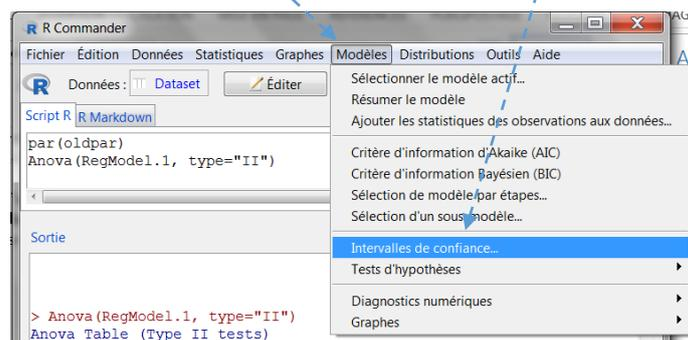 R Commander
Fichier Édition Données Statistiques Graphes Modèles Distributions Outils Aide
R Données : Dataset Éditer
Script R R Markdown
par(oldpar)
Anova(RegModel.1, type="II")
Sortie
> Anova(RegModel.1, type="II")
Anova Table (Type II tests)
Sélectionner le modèle actif...
Résumer le modèle
Ajouter les statistiques des observations aux données...
Critère d'information d'Akaike (AIC)
Critère d'information Bayésien (BIC)
Sélection de modèle par étapes...
Sélection d'un sous-modèle...
Intervalles de confiance...
Tests d'hypothèses
Diagnostics numériques
Graphes